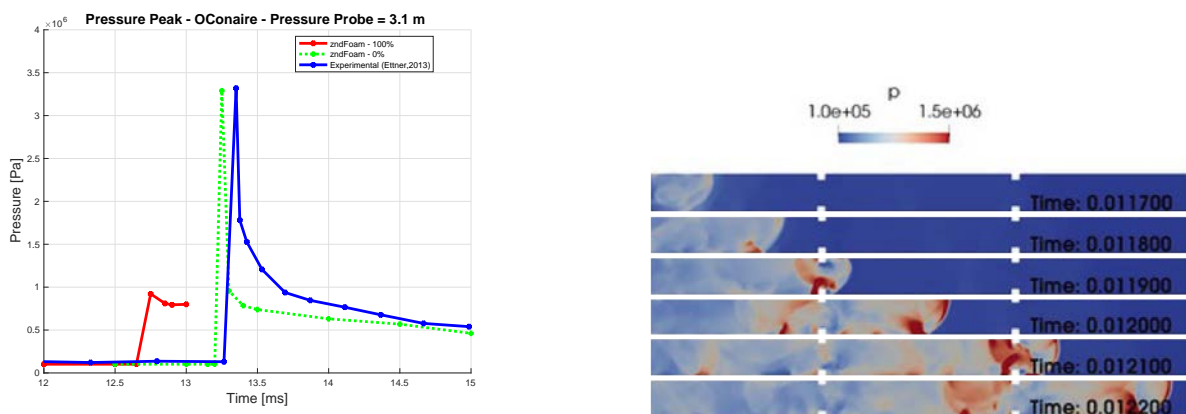 Pressure Peak - OConaire - Pressure Probe = 3.1 m
×10⁶
4
3.5
3
2.5
2
1.5
1
0.5
0
Pressure [Pa]
zndFoam - 100%
zndFoam - 0%
Experimental (Ettner,2013)
12 12.5 13 13.5 14 14.5 15
Time [ms]
p
1.0e+05 1.5e+06
Time: 0.011700
Time: 0.011800
Time: 0.011900
Time: 0.012000
Time: 0.012100
Time: 0.012200